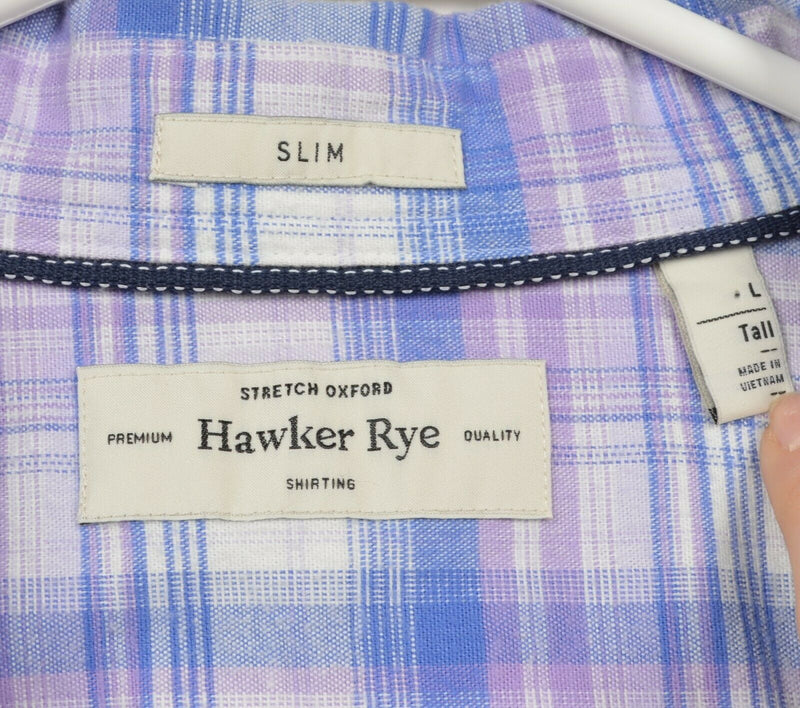 SLIM
STRETCH OXFORD
PREMIUM Hawker Rye QUALITY
SHIRTING
L
Tall
MADE IN
VIETNAM